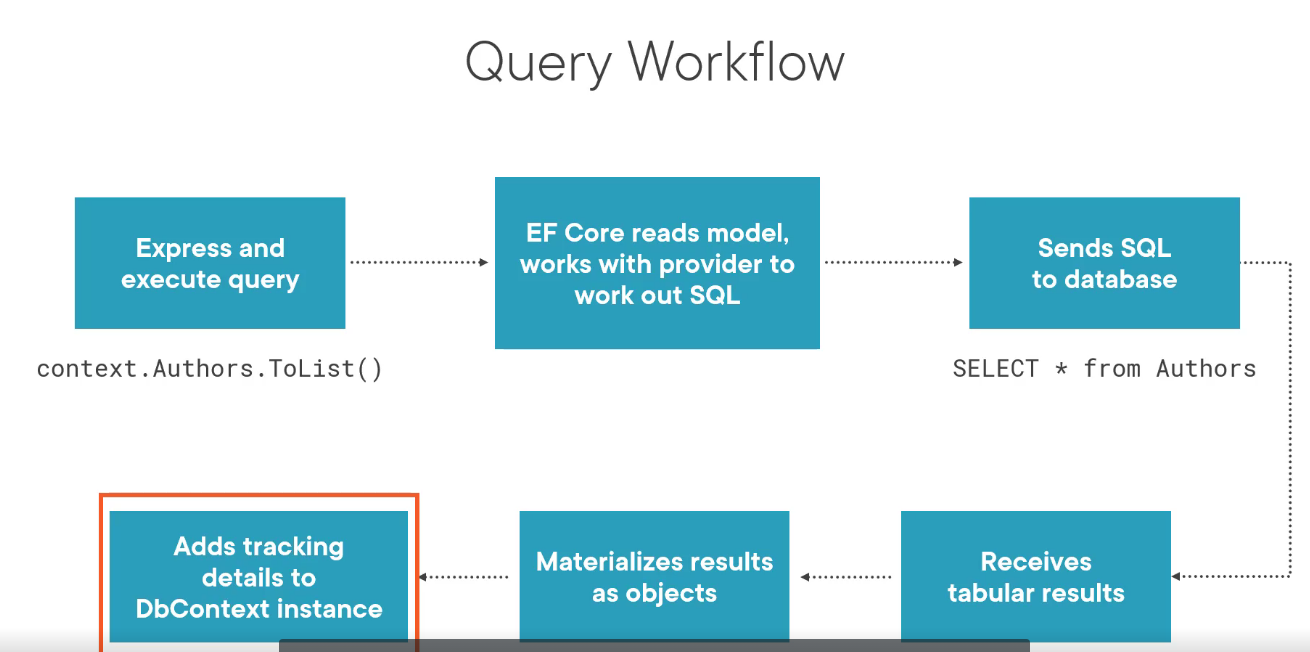 Query Workflow
Express and
execute query
EF Core reads model,
works with provider to
work out SQL
Sends SQL
to database
context.Authors.ToList()
SELECT * from Authors
Adds tracking
details to
DbContext instance
Materializes results
as objects
Receives
tabular results